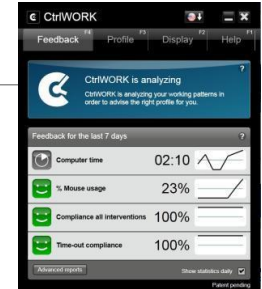 CtrlWORK
Feedback F4 Profile F3 Display F2 Help F1
CtrlWORK is
analyzing
?
CtrlWORK is analyzing your working patterns in
order to advise the right profile for you.
Feedback for the last 7 days ?
Computer time 02:10
% Mouse usage 23%
Compliance all interventions 100%
Time-out compliance 100%
Advanced reports Show statistics daily
Patent pending